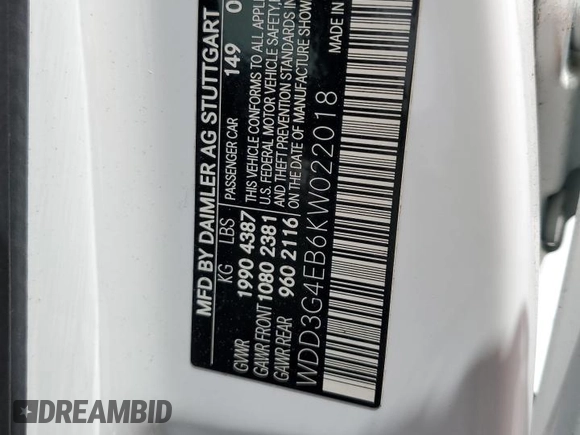 MFD BY DAIMLER AG STUTTGART
KG LBS PASSENGER CAR 149 0
GVWR 1990 4387 THIS VEHICLE CONFORMS TO ALL APPL
GAWR FRONT 1080 2381 U.S. FEDERAL MOTOR VEHICLE SAFETY,
GAWR REAR 960 2116 AND THEFT PREVENTION STANDARDS IN
ON THE DATE OF MANUFACTURE SHOW
WDD3G4EB6KW022018 MADE IN
DREAMBID